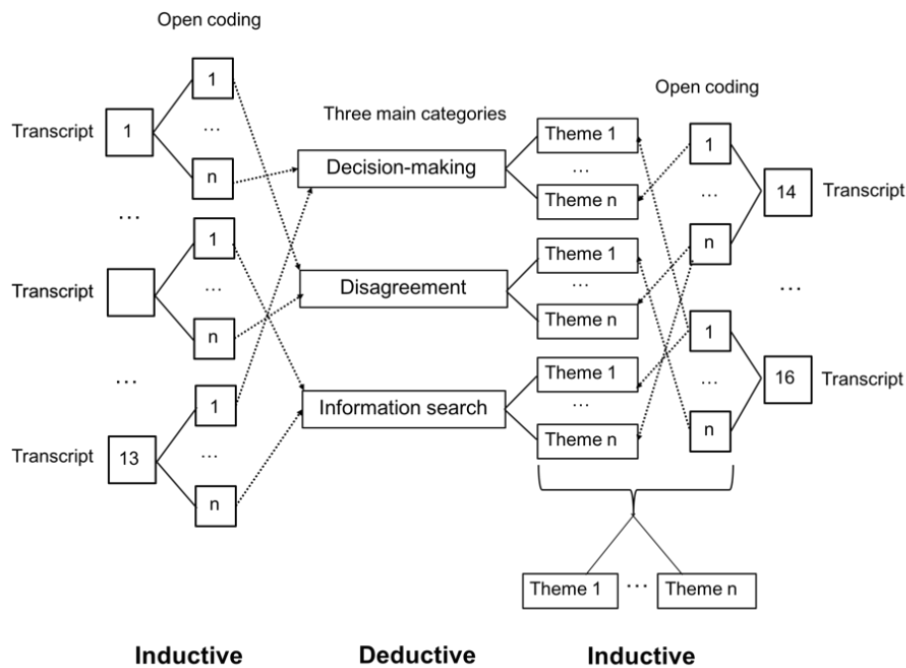 Open coding
Transcript
1
1
...
n
...
Transcript
1
...
n
...
Transcript
13
1
...
n
Three main categories
Decision-making
Disagreement
Information search
Theme 1
...
Theme n
Theme 1
...
Theme n
Theme 1
...
Theme n
Open coding
1
...
n
14
Transcript
...
1
...
n
16
Transcript
Theme 1
...
Theme n
Inductive
Deductive
Inductive